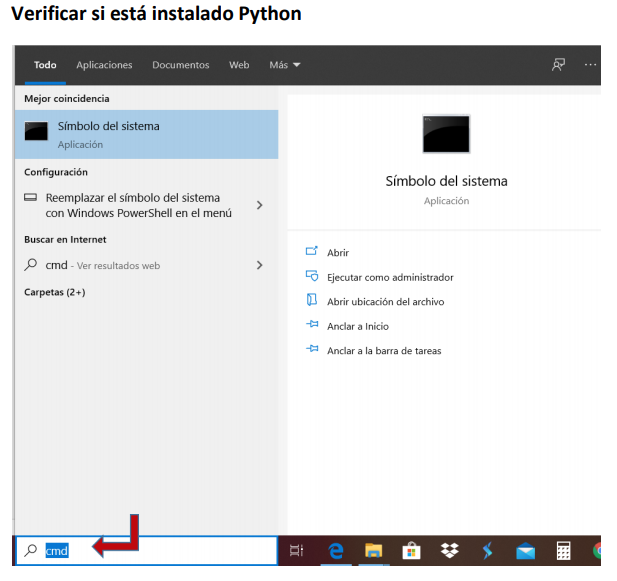 Verificar si está instalado Python
Todo Aplicaciones Documentos Web Más
Mejor coincidencia
Símbolo del sistema
Aplicación
Configuración
Reemplazar el símbolo del sistema
con Windows PowerShell en el menú
Buscar en Internet
cmd - Ver resultados web
Carpetas (2+)
Símbolo del sistema
Aplicación
Abrir
Ejecutar como administrador
Abrir ubicación del archivo
Anclar a Inicio
Anclar a la barra de tareas
cmd